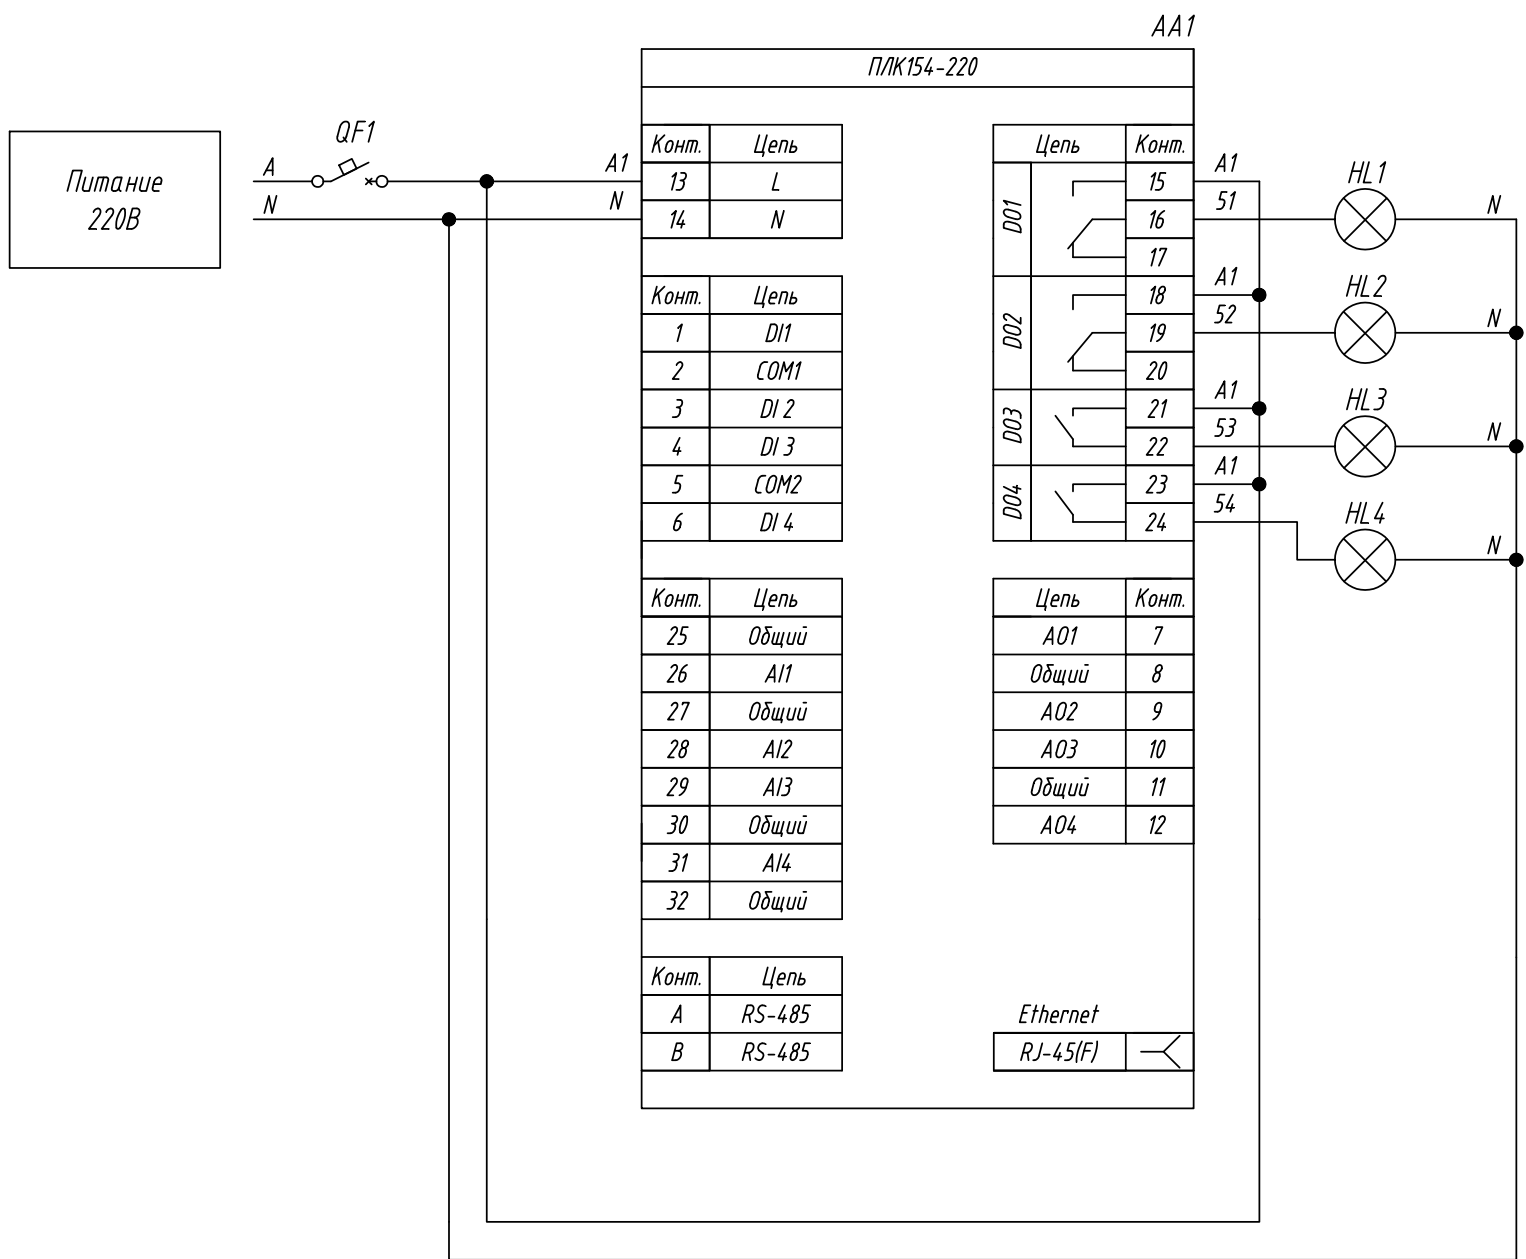 AA1
ПЛК154-220
Питание
220В
A
QF1
A1
N
N
Конт. Цепь
13 L
14 N
Конт. Цепь
1 DI1
2 COM1
3 DI 2
4 DI 3
5 COM2
6 DI 4
Конт. Цепь
25 Общий
26 AI1
27 Общий
28 AI2
29 AI3
30 Общий
31 AI4
32 Общий
Конт. Цепь
A RS-485
B RS-485
Цепь Конт.
DO1
15 A1
16 51
17
DO2
18 A1
19 52
20
DO3
21 A1
22 53
DO4
23 A1
24 54
HL1 N
HL2 N
HL3 N
HL4 N
Цепь Конт.
AO1 7
Общий 8
AO2 9
AO3 10
Общий 11
AO4 12
Ethernet
RJ-45(F)